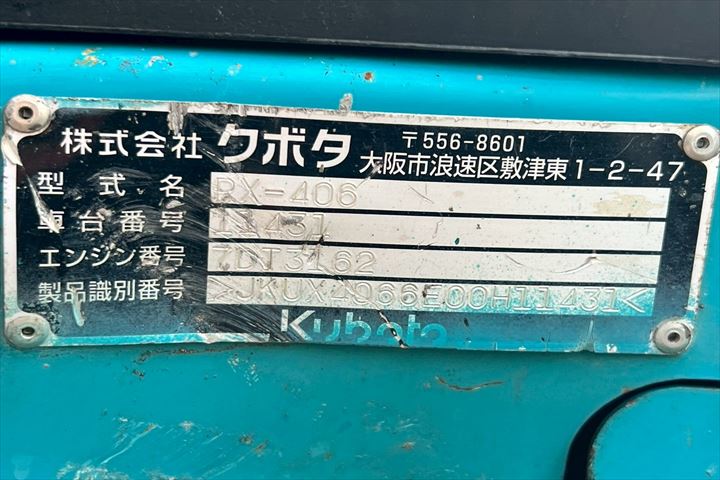 株式会社 クボタ 〒556-8601
大阪市浪速区敷津東1-2-47
型式名 RX-406
車台番号 11431
エンジン番号 7DT3162
製品識別番号 >JKUX4066E00H11431<
Kubota